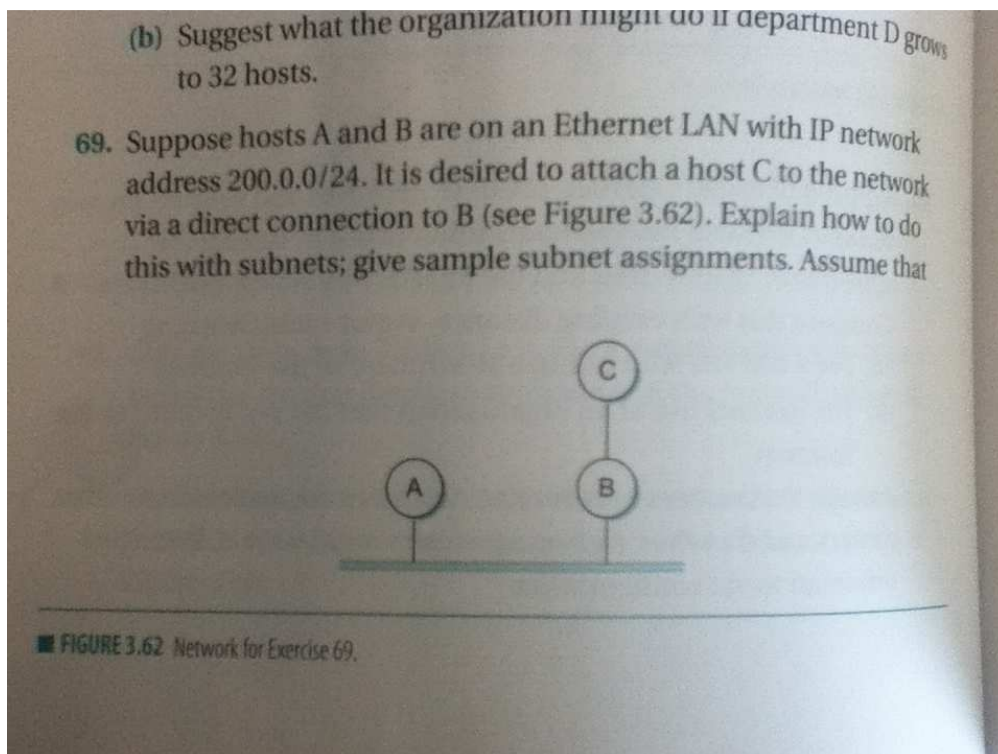 (b) Suggest what the organization might do if department D grows
to 32 hosts.
69. Suppose hosts A and B are on an Ethernet LAN with IP network
address 200.0.0/24. It is desired to attach a host C to the network
via a direct connection to B (see Figure 3.62). Explain how to do
this with subnets; give sample subnet assignments. Assume that
C
A
B
■ FIGURE 3.62 Network for Exercise 69.